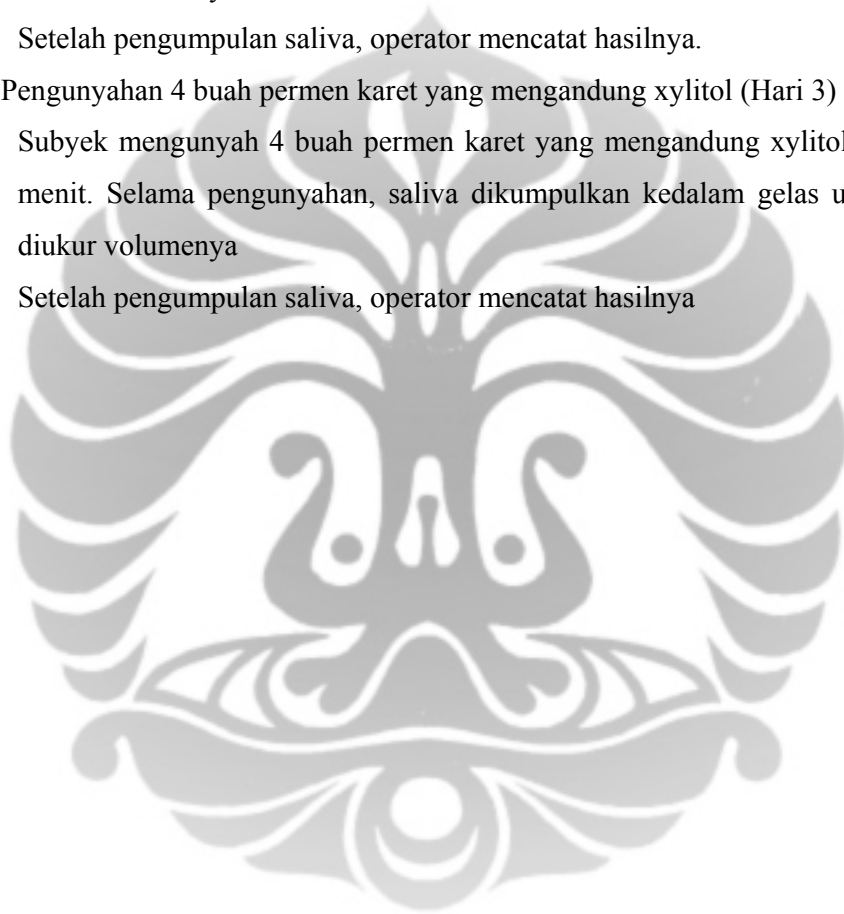 Setelah pengumpulan saliva, operator mencatat hasilnya.
Pengunyahan 4 buah permen karet yang mengandung xylitol (Hari 3)
Subyek mengunyah 4 buah permen karet yang mengandung xylitol
menit. Selama pengunyahan, saliva dikumpulkan kedalam gelas u
diukur volumenya
Setelah pengumpulan saliva, operator mencatat hasilnya